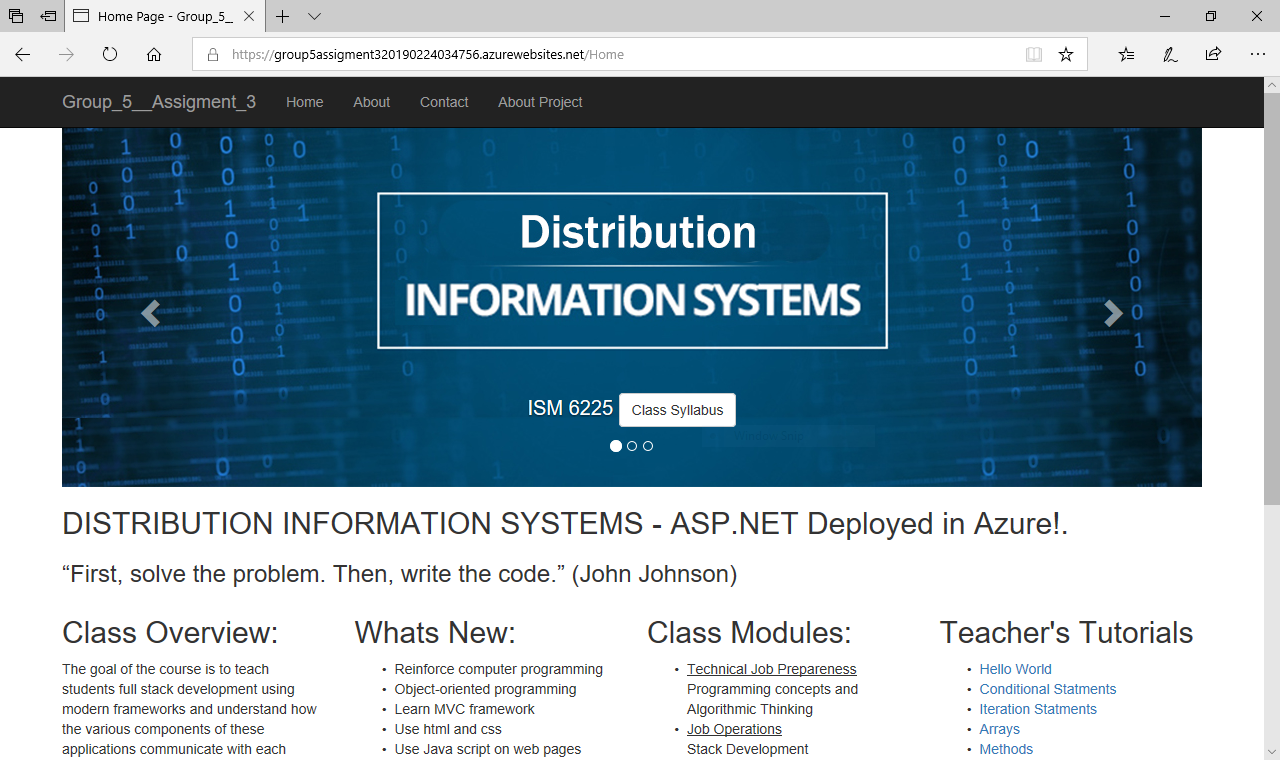 Home Page - Group_5_
https://group5assigment320190224034756.azurewebsites.net/Home
Group_5__Assigment_3 Home About Contact About Project
Distribution
INFORMATION SYSTEMS
ISM 6225 Class Syllabus
DISTRIBUTION INFORMATION SYSTEMS - ASP.NET Deployed in Azure!.
“First, solve the problem. Then, write the code.” (John Johnson)
Class Overview:
The goal of the course is to teach
students full stack development using
modern frameworks and understand how
the various components of these
applications communicate with each
Whats New:
• Reinforce computer programming
• Object-oriented programming
• Learn MVC framework
• Use html and css
• Use Java script on web pages
Class Modules:
• Technical Job Prepareness
Programming concepts and
Algorithmic Thinking
• Job Operations
Stack Development
Teacher's Tutorials
• Hello World
• Conditional Statments
• Iteration Statments
• Arrays
• Methods